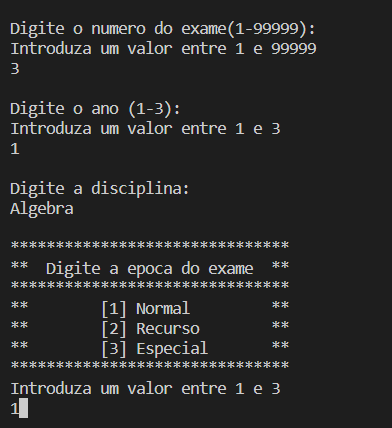 Digite o numero do exame(1-99999):
Introduza um valor entre 1 e 99999
3
Digite o ano (1-3):
Introduza um valor entre 1 e 3
1
Digite a disciplina:
Algebra
*******************************
**  Digite a epoca do exame  **
*******************************
**        [1] Normal         **
**        [2] Recurso        **
**        [3] Especial       **
*******************************
Introduza um valor entre 1 e 3
1